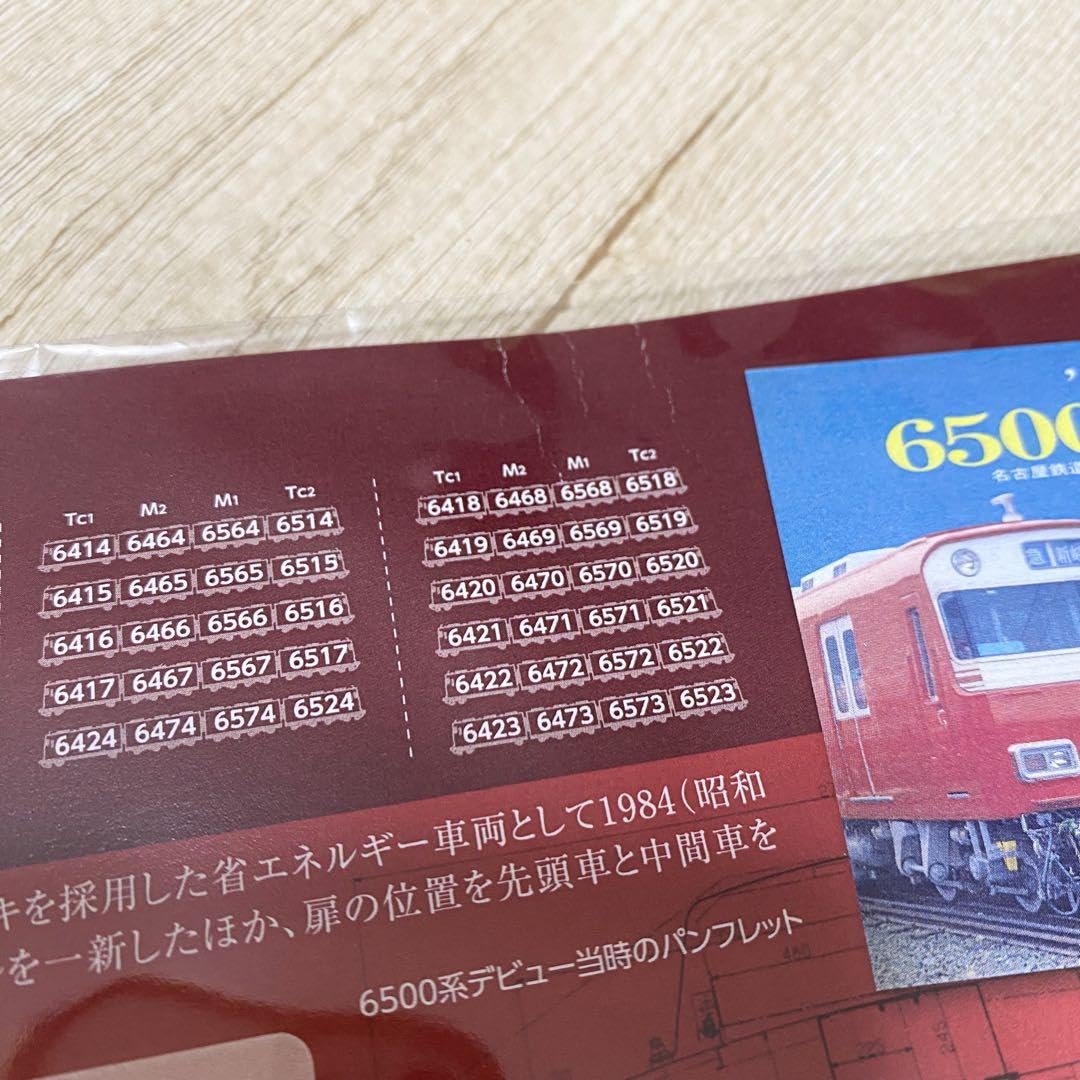 Tc1 M2 M1 Tc2
6414 6464 6564 6514
6415 6465 6565 6515
6416 6466 6566 6516
6417 6467 6567 6517
6424 6474 6574 6524
Tc1 M2 M1 Tc2
6418 6468 6568 6518
6419 6469 6569 6519
6420 6470 6570 6520
6421 6471 6571 6521
6422 6472 6572 6522
6423 6473 6573 6523
6500
名古屋鉄道
急
キを採用した省エネルギー車両として1984(昭和
を一新したほか、扉の位置を先頭車と中間車を
6500系デビュー当時のパンフレット
480
245